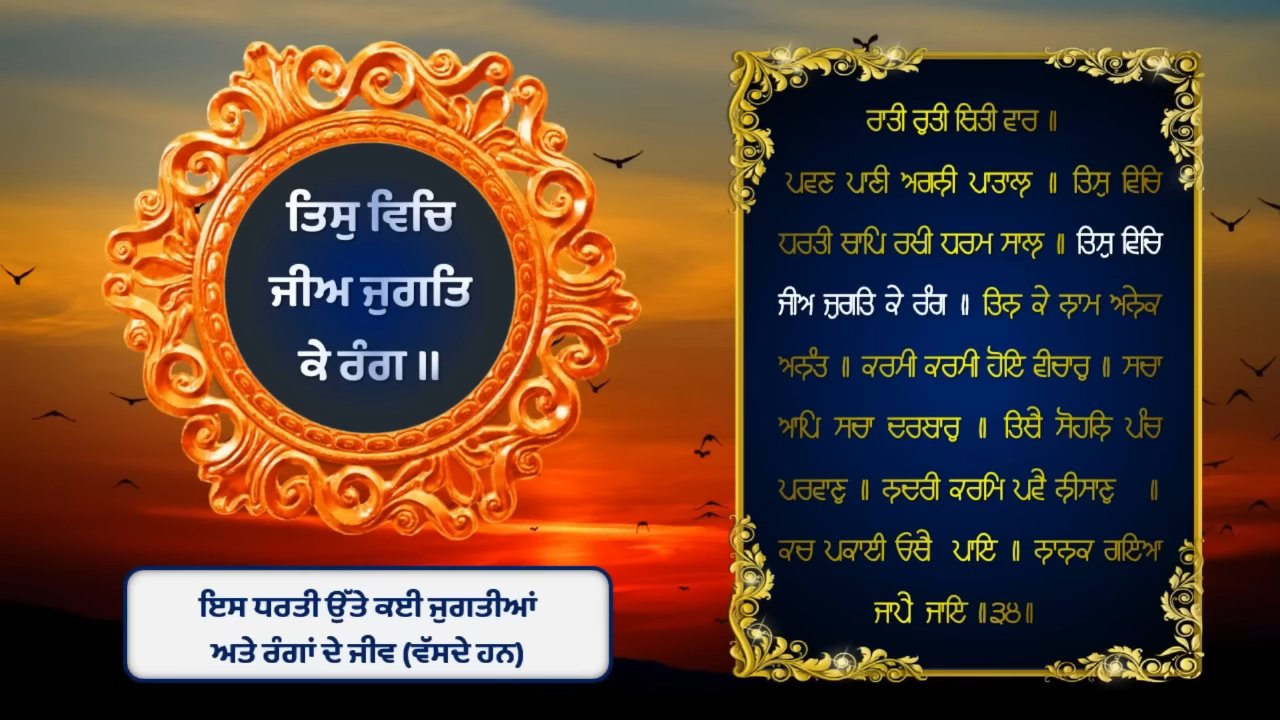 ਤਿਸੁ ਵਿਚਿ
ਜੀਅ ਜੁਗਤਿ
ਕੇ ਰੰਗ ॥
ਇਸ ਧਰਤੀ ਉੱਤੇ ਕਈ ਜੁਗਤੀਆਂ
ਅਤੇ ਰੰਗਾਂ ਦੇ ਜੀਵ (ਵੱਸਦੇ ਹਨ)
ਰਾਤੀ ਰੁਤੀ ਥਿਤੀ ਵਾਰ ॥
ਪਵਣ ਪਾਣੀ ਅਗਨੀ ਪਾਤਾਲ ॥ ਤਿਸੁ ਵਿਚਿ
ਧਰਤੀ ਥਾਪਿ ਰਖੀ ਧਰਮ ਸਾਲ ॥ ਤਿਸੁ ਵਿਚਿ
ਜੀਅ ਜੁਗਤਿ ਕੇ ਰੰਗ ॥ ਤਿਨ ਕੇ ਨਾਮ ਅਨੇਕ
ਅਨੰਤ ॥ ਕਰਮੀ ਕਰਮੀ ਹੋਇ ਵੀਚਾਰੁ ॥ ਸਚਾ
ਆਪਿ ਸਚਾ ਦਰਬਾਰੁ ॥ ਤਿਥੈ ਸੋਹਨਿ ਪੰਚ
ਪਰਵਾਣੁ ॥ ਨਦਰੀ ਕਰਮਿ ਪਵੈ ਨੀਸਾਣੁ ॥
ਕਚ ਪਕਾਈ ਓਥੈ ਪਾਇ ॥ ਨਾਨਕ ਗਇਆ
ਜਾਪੈ ਜਾਇ ॥੩੪॥